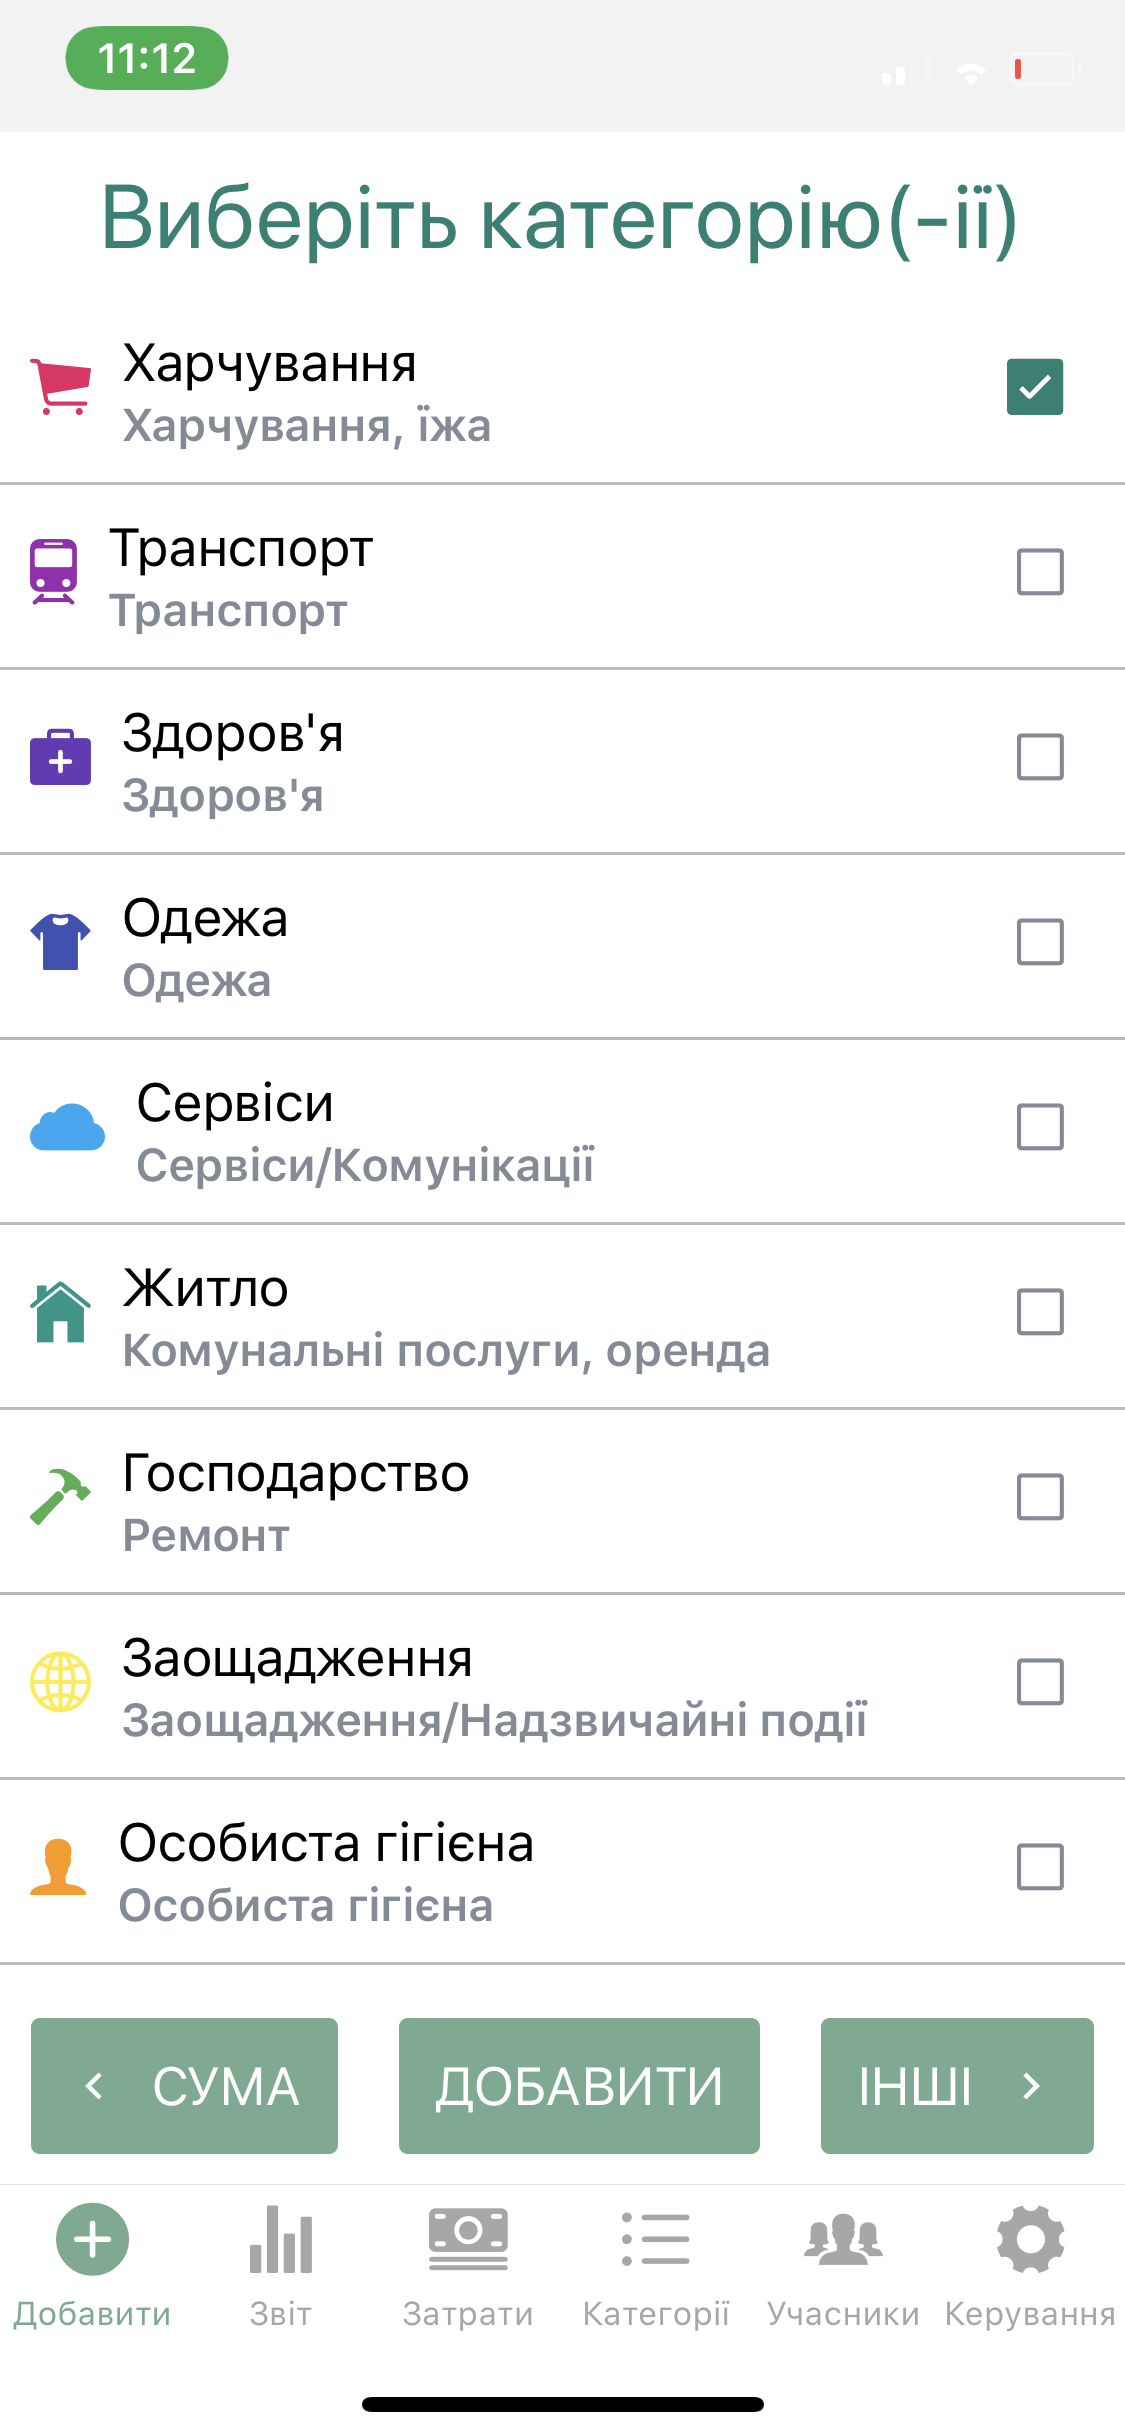 11:12
Виберіть категорію(-ії)
Харчування
Харчування, їжа
Транспорт
Транспорт
Здоров'я
Здоров'я
Одежа
Одежа
Сервіси
Сервіси/Комунікації
Житло
Комунальні послуги, оренда
Господарство
Ремонт
Заощадження
Заощадження/Надзвичайні події
Особиста гігієна
Особиста гігієна
СУМА ДОБАВИТИ ІНШІ
Добавити Звіт Затрати Категорії Учасники Керування